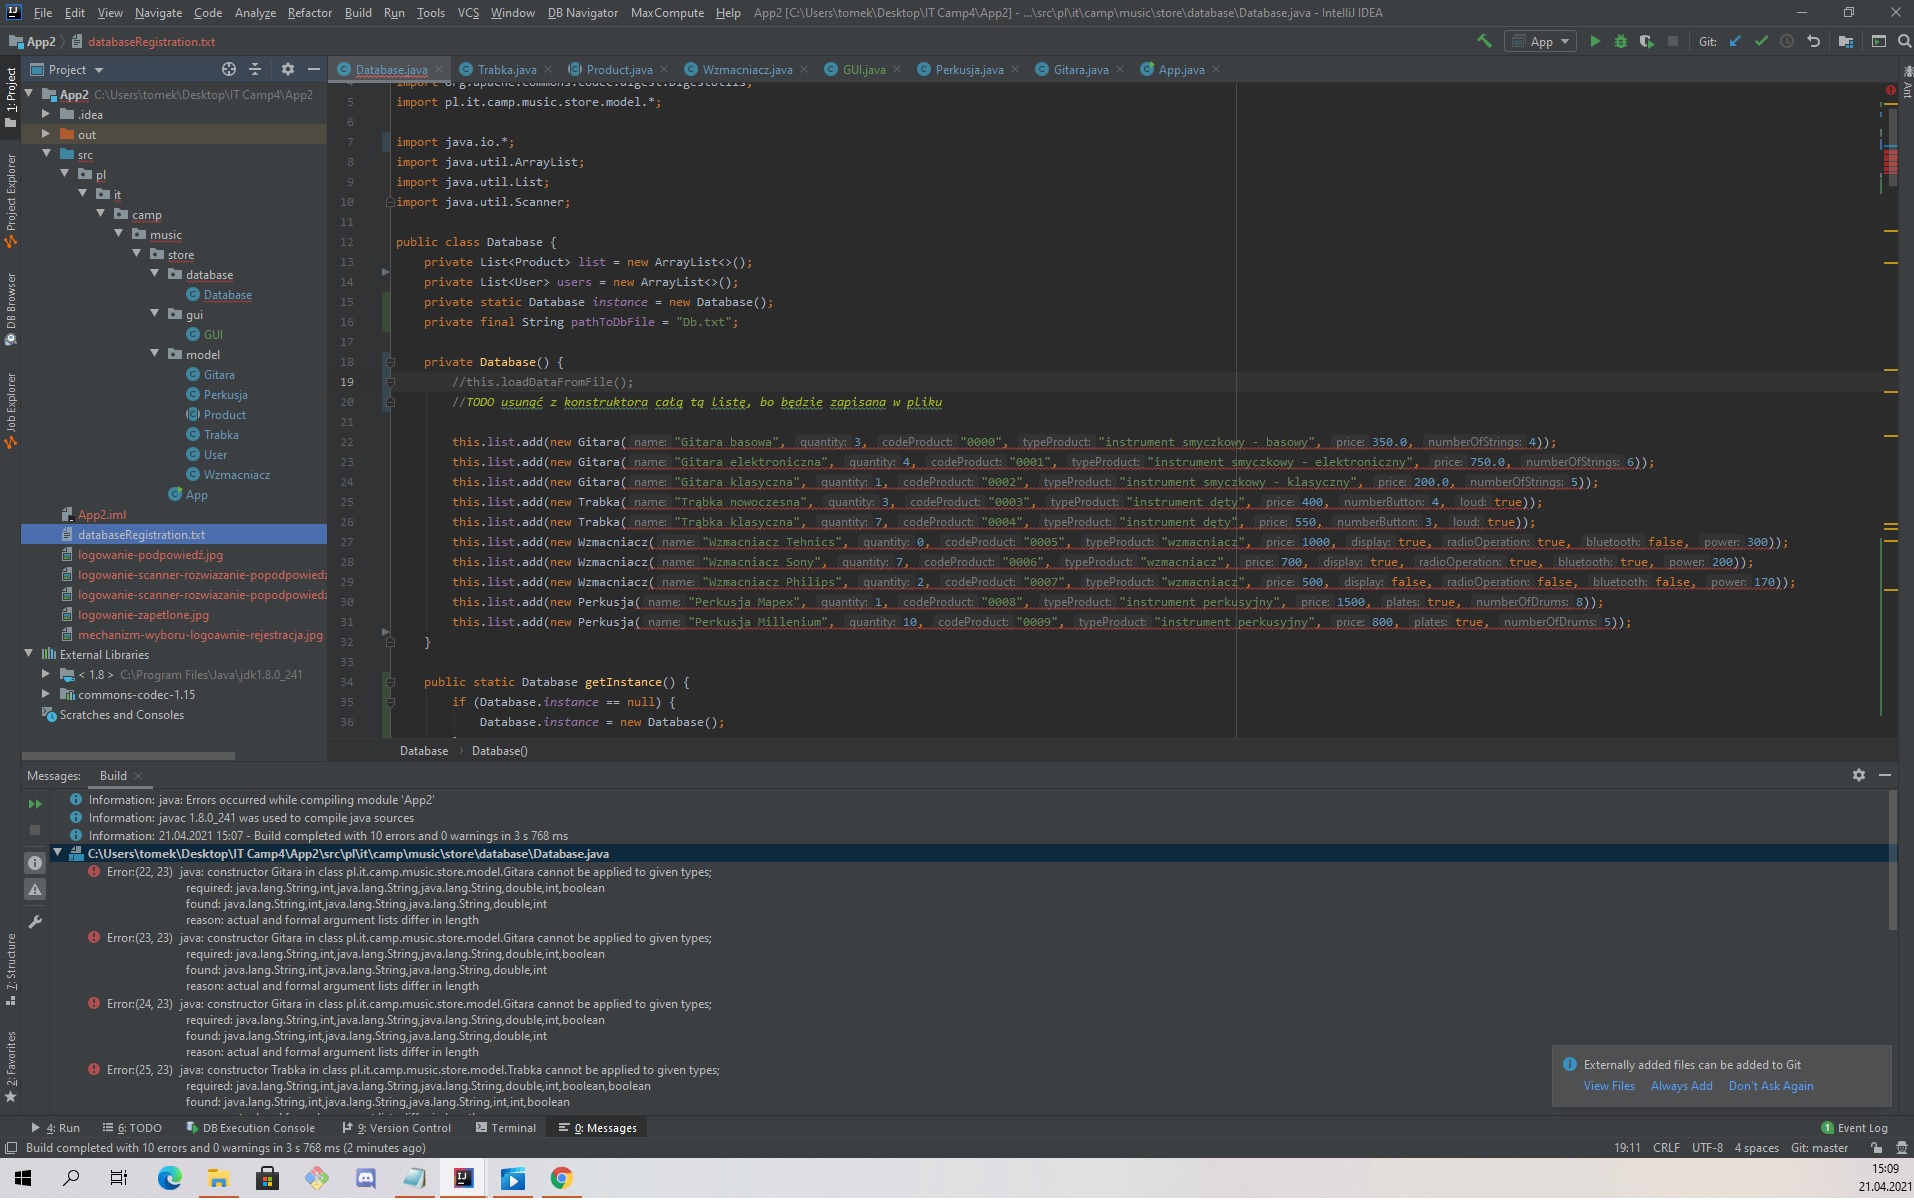 File Edit View Navigate Code Analyze Refactor Build Run Tools VCS Window DB Navigator MaxCompute Help App2 [C:\Users\tomek\Desktop\IT Camp4\App2] - ...\src\pl\it\camp\music\store\database\Database.java - IntelliJ IDEA
App2 databaseRegistration.txt App Git:
Project
Database.java Trabka.java Product.java Wzmacniacz.java GUI.java Perkusja.java Gitara.java App.java
1: Project
Project Explorer
DB Browser
Job Explorer
7: Structure
2: Favorites
Ant
App2 C:\Users\tomek\Desktop\IT Camp4\App2
.idea
out
src
pl
it
camp
music
store
database
Database
gui
GUI
model
Gitara
Perkusja
Product
Trabka
User
Wzmacniacz
App
App2.iml
databaseRegistration.txt
logowanie-podpowiedź.jpg
logowanie-scanner-rozwiazanie-popodpowiedz
logowanie-scanner-rozwiazanie-popodpowiedz
logowanie-zapetlone.jpg
mechanizm-wyboru-logoawnie-rejestracja.jpg
External Libraries
< 1.8 > C:\Program Files\Java\jdk1.8.0_241
commons-codec-1.15
Scratches and Consoles
import org.apache.commons.codec.digest.DigestUtils;
5 import pl.it.camp.music.store.model.*;
6
7 import java.io.*;
8 import java.util.ArrayList;
9 import java.util.List;
10 import java.util.Scanner;
11
12 public class Database {
13 private List<Product> list = new ArrayList<>();
14 private List<User> users = new ArrayList<>();
15 private static Database instance = new Database();
16 private final String pathToDbFile = "Db.txt";
17
18 private Database() {
19 //this.loadDataFromFile();
20 //TODO usunąć z konstruktora całą tą listę, bo będzie zapisana w pliku
21
22 this.list.add(new Gitara( name: "Gitara basowa", quantity: 3, codeProduct: "0000", typeProduct: "instrument smyczkowy - basowy", price: 350.0, numberOfStrings: 4));
23 this.list.add(new Gitara( name: "Gitara elektroniczna", quantity: 4, codeProduct: "0001", typeProduct: "instrument smyczkowy - elektroniczny", price: 750.0, numberOfStrings: 6));
24 this.list.add(new Gitara( name: "Gitara klasyczna", quantity: 1, codeProduct: "0002", typeProduct: "instrument smyczkowy - klasyczny", price: 200.0, numberOfStrings: 5));
25 this.list.add(new Trabka( name: "Trąbka nowoczesna", quantity: 3, codeProduct: "0003", typeProduct: "instrument dęty", price: 400, numberButton: 4, loud: true));
26 this.list.add(new Trabka( name: "Trąbka klasyczna", quantity: 7, codeProduct: "0004", typeProduct: "instrument dęty", price: 550, numberButton: 3, loud: true));
27 this.list.add(new Wzmacniacz( name: "Wzmacniacz Tehnics", quantity: 0, codeProduct: "0005", typeProduct: "wzmacniacz", price: 1000, display: true, radioOperation: true, bluetooth: false, power: 300));
28 this.list.add(new Wzmacniacz( name: "Wzmacniacz Sony", quantity: 7, codeProduct: "0006", typeProduct: "wzmacniacz", price: 700, display: true, radioOperation: true, bluetooth: true, power: 200));
29 this.list.add(new Wzmacniacz( name: "Wzmacniacz Philips", quantity: 2, codeProduct: "0007", typeProduct: "wzmacniacz", price: 500, display: false, radioOperation: false, bluetooth: false, power: 170));
30 this.list.add(new Perkusja( name: "Perkusja Mapex", quantity: 1, codeProduct: "0008", typeProduct: "instrument perkusyjny", price: 1500, plates: true, numberOfDrums: 8));
31 this.list.add(new Perkusja( name: "Perkusja Millenium", quantity: 10, codeProduct: "0009", typeProduct: "instrument perkusyjny", price: 800, plates: true, numberOfDrums: 5));
32 }
33
34 public static Database getInstance() {
35 if (Database.instance == null) {
36 Database.instance = new Database();
Database > Database()
Messages: Build
Information: java: Errors occurred while compiling module 'App2'
Information: javac 1.8.0_241 was used to compile java sources
Information: 21.04.2021 15:07 - Build completed with 10 errors and 0 warnings in 3 s 768 ms
C:\Users\tomek\Desktop\IT Camp4\App2\src\pl\it\camp\music\store\database\Database.java
Error:(22, 23) java: constructor Gitara in class pl.it.camp.music.store.model.Gitara cannot be applied to given types;
required: java.lang.String,int,java.lang.String,java.lang.String,double,int,boolean
found: java.lang.String,int,java.lang.String,java.lang.String,double,int
reason: actual and formal argument lists differ in length
Error:(23, 23) java: constructor Gitara in class pl.it.camp.music.store.model.Gitara cannot be applied to given types;
required: java.lang.String,int,java.lang.String,java.lang.String,double,int,boolean
found: java.lang.String,int,java.lang.String,java.lang.String,double,int
reason: actual and formal argument lists differ in length
Error:(24, 23) java: constructor Gitara in class pl.it.camp.music.store.model.Gitara cannot be applied to given types;
required: java.lang.String,int,java.lang.String,java.lang.String,double,int,boolean
found: java.lang.String,int,java.lang.String,java.lang.String,double,int
reason: actual and formal argument lists differ in length
Error:(25, 23) java: constructor Trabka in class pl.it.camp.music.store.model.Trabka cannot be applied to given types;
required: java.lang.String,int,java.lang.String,java.lang.String,double,int,boolean,boolean
found: java.lang.String,int,java.lang.String,java.lang.String,int,int,boolean
Externally added files can be added to Git
View Files Always Add Don't Ask Again
4: Run 6: TODO DB Execution Console 9: Version Control Terminal 0: Messages 1 Event Log
Build completed with 10 errors and 0 warnings in 3 s 768 ms (2 minutes ago) 19:11 CRLF UTF-8 4 spaces Git: master
15:09
21.04.2021